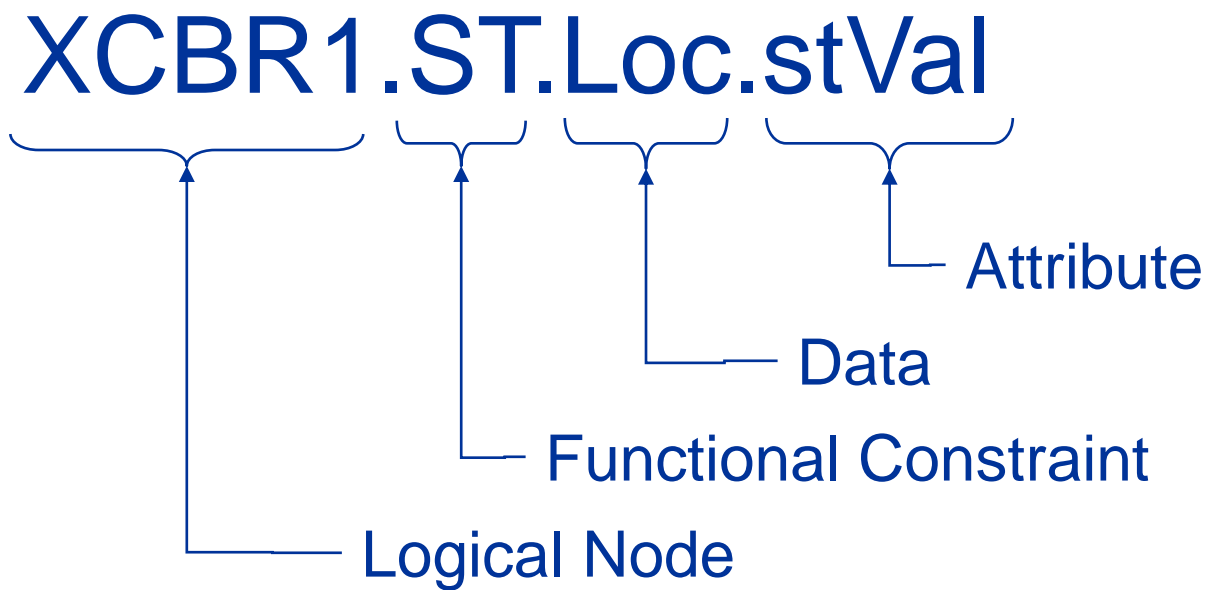 XCBR1.ST.Loc.stVal
Attribute
Data
Functional Constraint
Logical Node